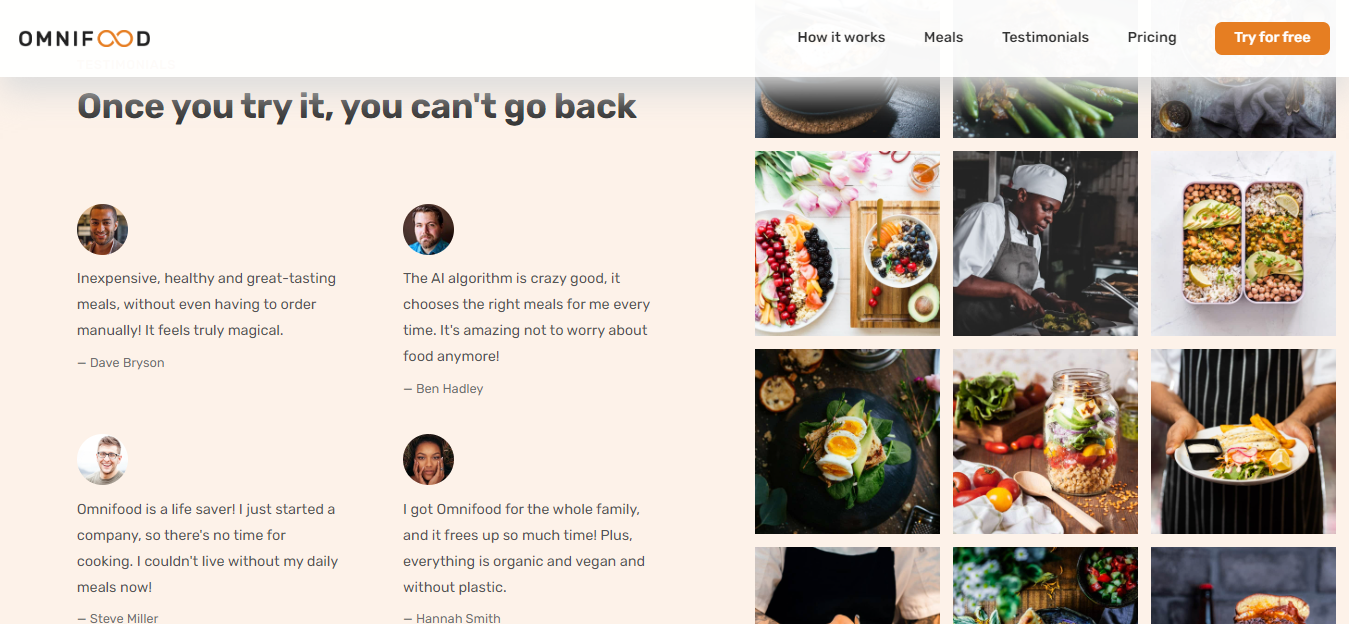 OMNIFOOD
How it works Meals Testimonials Pricing Try for free
TESTIMONIALS
Once you try it, you can't go back
Inexpensive, healthy and great-tasting
meals, without even having to order
manually! It feels truly magical.
— Dave Bryson
The AI algorithm is crazy good, it
chooses the right meals for me every
time. It's amazing not to worry about
food anymore!
— Ben Hadley
Omnifood is a life saver! I just started a
company, so there's no time for
cooking. I couldn't live without my daily
meals now!
— Steve Miller
I got Omnifood for the whole family,
and it frees up so much time! Plus,
everything is organic and vegan and
without plastic.
— Hannah Smith